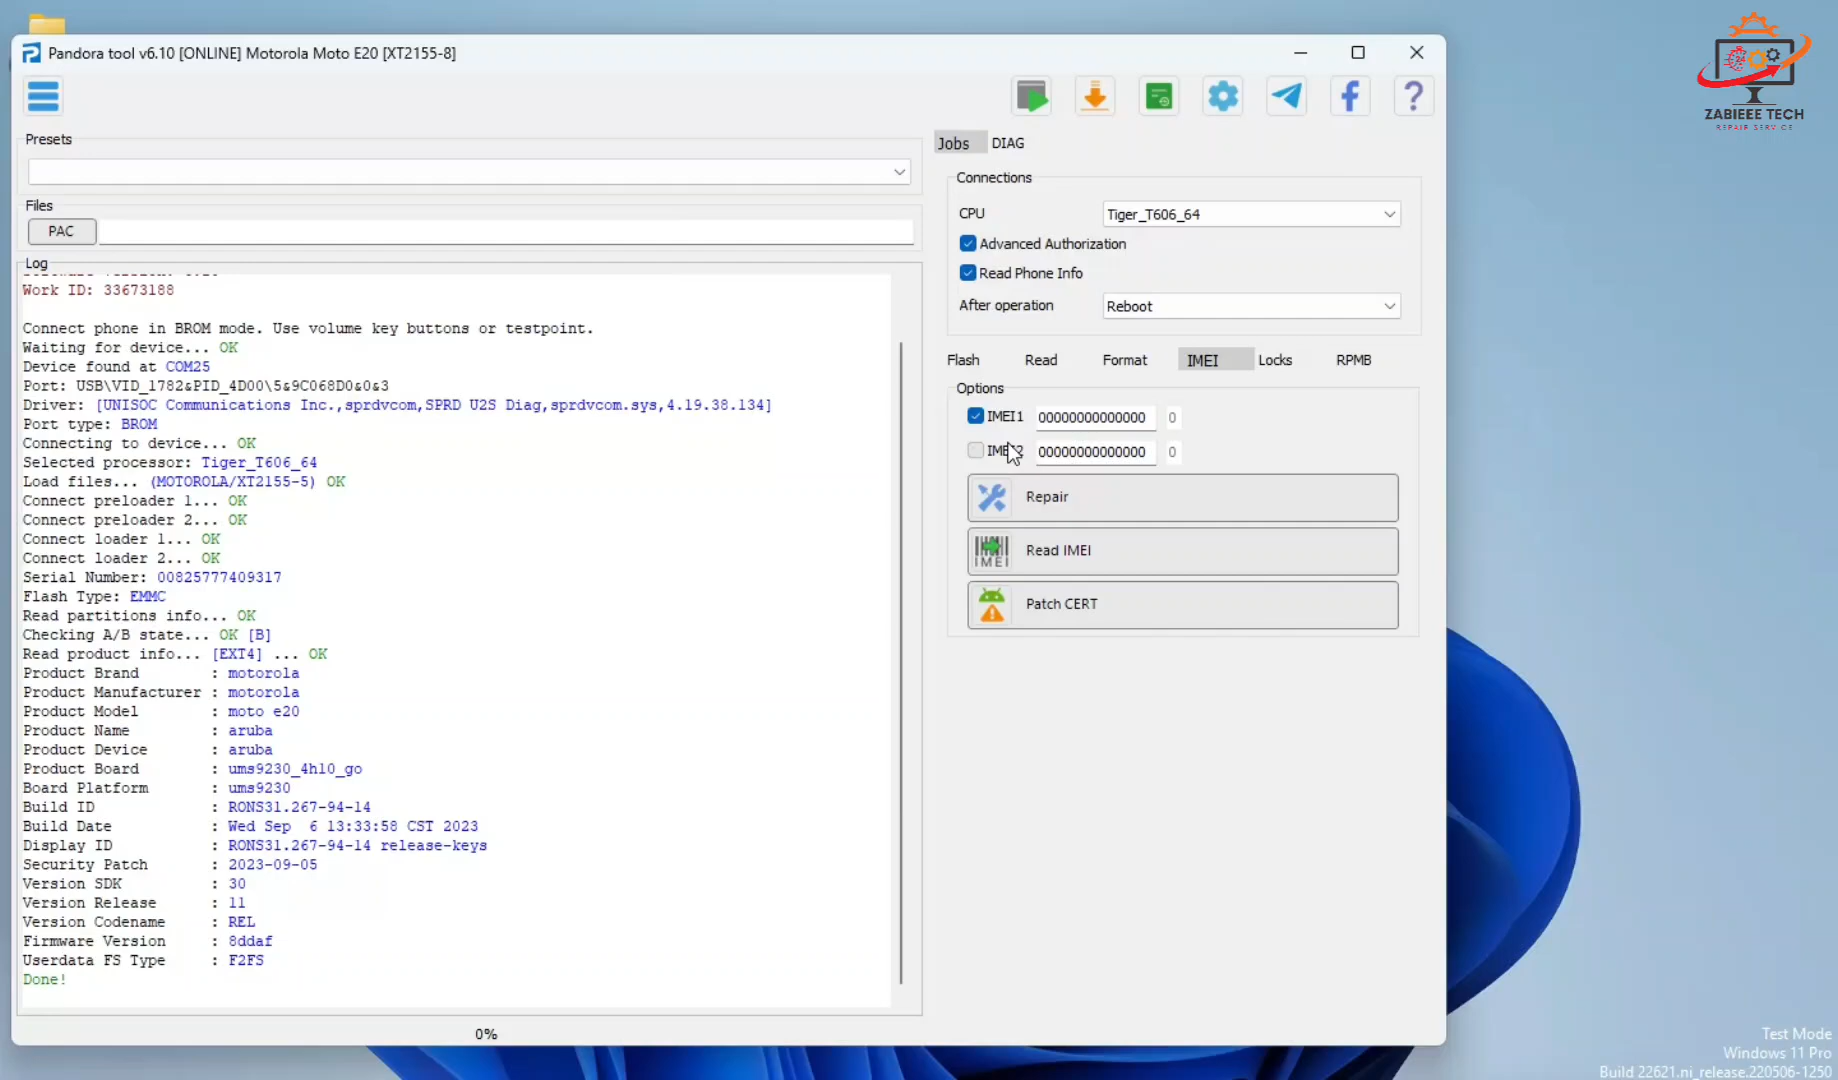 Pandora tool v6.10 [ONLINE] Motorola Moto E20 [XT2155-8]
ZABIEEE TECH
REPAIR SERVICE
Presets
Files
PAC
Log
Work ID: 33673188
Connect phone in BROM mode. Use volume key buttons or testpoint.
Waiting for device... OK
Device found at COM25
Port: USB\VID_1782&PID_4D00\5&9C068D0&0&3
Driver: [UNISOC Communications Inc.,sprdvcom,SPRD U2S Diag,sprdvcom.sys,4.19.38.134]
Port type: BROM
Connecting to device... OK
Selected processor: Tiger_T606_64
Load files... (MOTOROLA/XT2155-5) OK
Connect preloader 1... OK
Connect preloader 2... OK
Connect loader 1... OK
Connect loader 2... OK
Serial Number: 00825777409317
Flash Type: EMMC
Read partitions info... OK
Checking A/B state... OK [B]
Read product info... [EXT4] ... OK
Product Brand : motorola
Product Manufacturer : motorola
Product Model : moto e20
Product Name : aruba
Product Device : aruba
Product Board : ums9230_4h10_go
Board Platform : ums9230
Build ID : RONS31.267-94-14
Build Date : Wed Sep 6 13:33:58 CST 2023
Display ID : RONS31.267-94-14 release-keys
Security Patch : 2023-09-05
Version SDK : 30
Version Release : 11
Version Codename : REL
Firmware Version : 8ddaf
Userdata FS Type : F2FS
Done!
0%
Jobs DIAG
Connections
CPU Tiger_T606_64
Advanced Authorization
Read Phone Info
After operation Reboot
Flash Read Format IMEI Locks RPMB
Options
IMEI1 00000000000000 0
00000000000000 0
Repair
Read IMEI
Patch CERT
Test Mode
Windows 11 Pro
Build 22621.ni_release.220506-1250